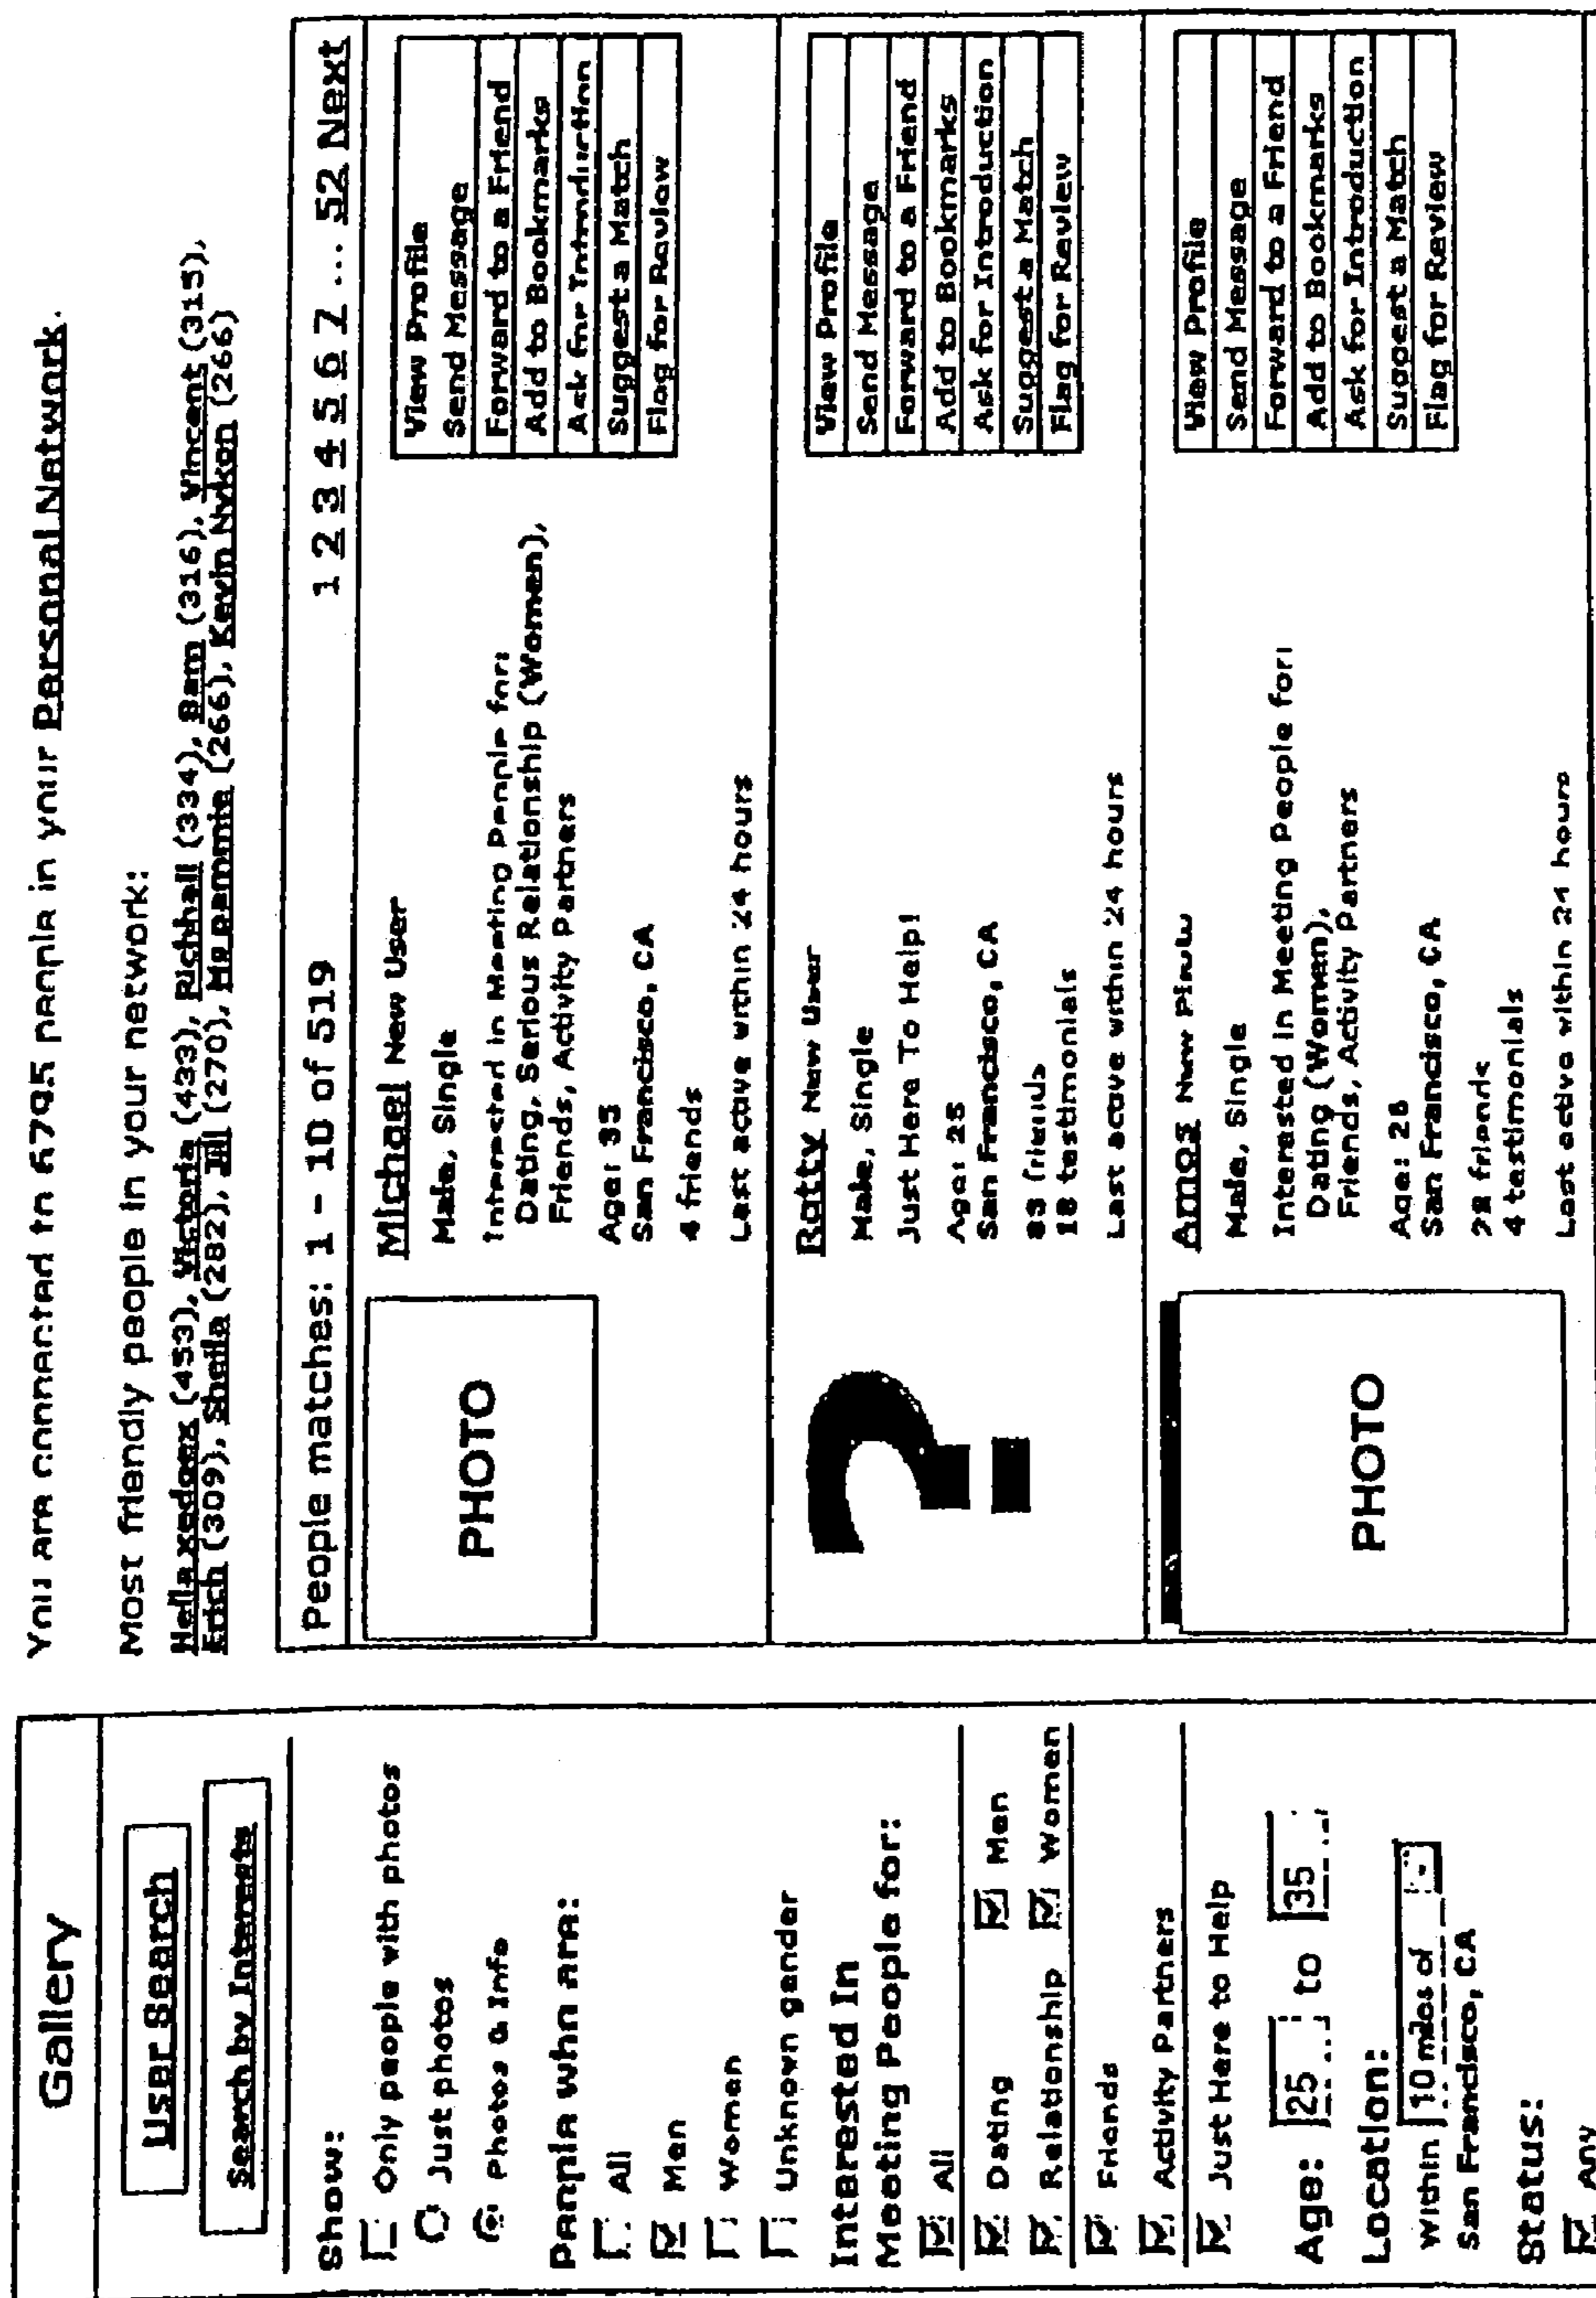 Gallery
User Search
Search by Interests
Show:
Only people with photos
Just photos
Photos & Info
People who are:
All
Men
Women
Unknown gender
Interested In
Meeting People for:
All
Dating Men
Relationship Women
Friends
Activity Partners
Just Here to Help
Age: 25 to 35
Location:
Within 10 miles of
San Francisco, CA
Status:
Any
You are connected to 6795 people in your Personal Network.
Most friendly people in your network:
(453), Victoria (433), Richhall (334), Bam (316), Vincent (315),
Erich (309), Sheila (282), Jill (270), (266), Kevin Nykon (266)
People matches: 1 - 10 of 519 1 2 3 4 5 6 7 ... 52 Next
PHOTO
Michael New User
Male, Single
Interested in Meeting People for:
Dating, Serious Relationship (Women),
Friends, Activity Partners
Age: 35
San Francisco, CA
4 friends
Last active within 24 hours
View Profile
Send Message
Forward to a Friend
Add to Bookmarks
Ask for Introduction
Suggest a Match
Flag for Review
?
Ratty New User
Male, Single
Just Here To Help!
Age: 25
San Francisco, CA
83 friends
18 testimonials
Last active within 24 hours
View Profile
Send Message
Forward to a Friend
Add to Bookmarks
Ask for Introduction
Suggest a Match
Flag for Review
PHOTO
Amos New
Male, Single
Interested in Meeting People for:
Dating (Women),
Friends, Activity Partners
Age: 26
San Francisco, CA
28 friends
4 testimonials
Last active within 24 hours
View Profile
Send Message
Forward to a Friend
Add to Bookmarks
Ask for Introduction
Suggest a Match
Flag for Review